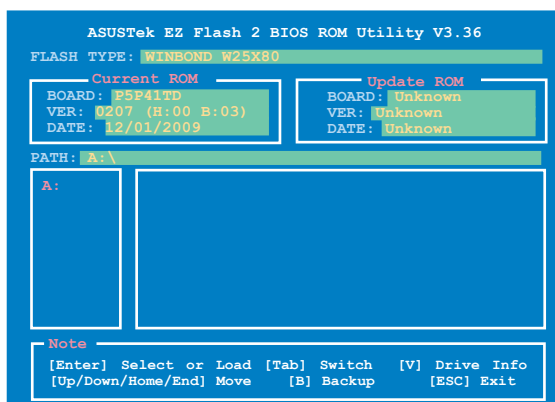 ASUSTek EZ Flash 2 BIOS ROM Utility V3.36
FLASH TYPE: WINBOND W25X80
Current ROM
BOARD: P5P41TD
VER: 0207 (H:00 B:03)
DATE: 12/01/2009
Update ROM
BOARD: Unknown
VER: Unknown
DATE: Unknown
PATH: A:\
A:
Note
[Enter] Select or Load [Tab] Switch [V] Drive Info
[Up/Down/Home/End] Move [B] Backup [ESC] Exit